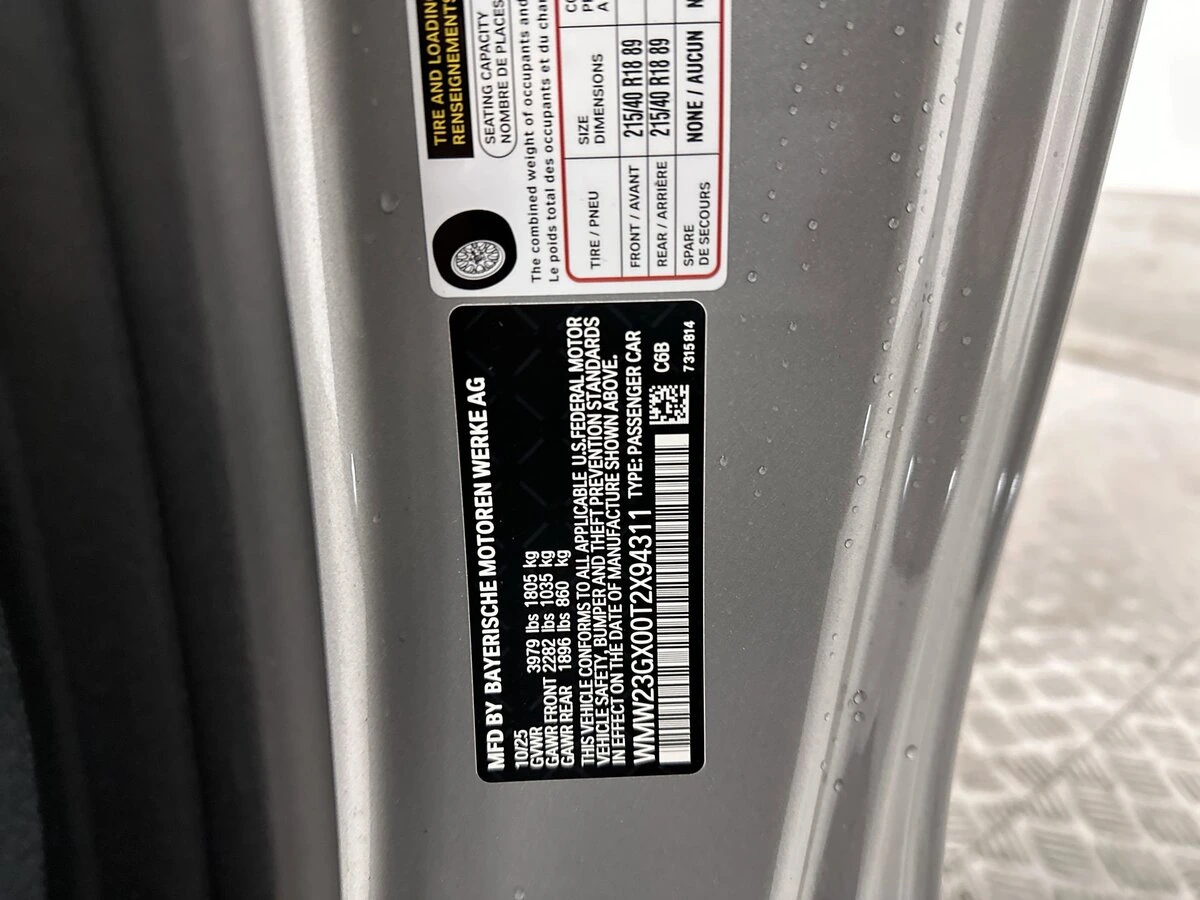 TIRE AND LOADING
RENSEIGNEMENTS
SEATING CAPACITY
NOMBRE DE PLACES
The combined weight of occupants and
Le poids total des occupants et du
TIRE / PNEU
SIZE
DIMENSIONS
FRONT / AVANT 215/40 R18 89
REAR / ARRIÈRE 215/40 R18 89
SPARE
DE SECOURS
NONE / AUCUN
MFD BY BAYERISCHE MOTOREN WERKE AG
10/25
GVWR 3979 lbs 1805 kg
GAWR FRONT 2282 lbs 1035 kg
GAWR REAR 1896 lbs 860 kg
THIS VEHICLE CONFORMS TO ALL APPLICABLE U.S.FEDERAL MOTOR
VEHICLE SAFETY, BUMPER AND THEFT PREVENTION STANDARDS
IN EFFECT ON THE DATE OF MANUFACTURE SHOWN ABOVE.
WMW23GX00T2X94311 TYPE: PASSENGER CAR
C6B
7315814